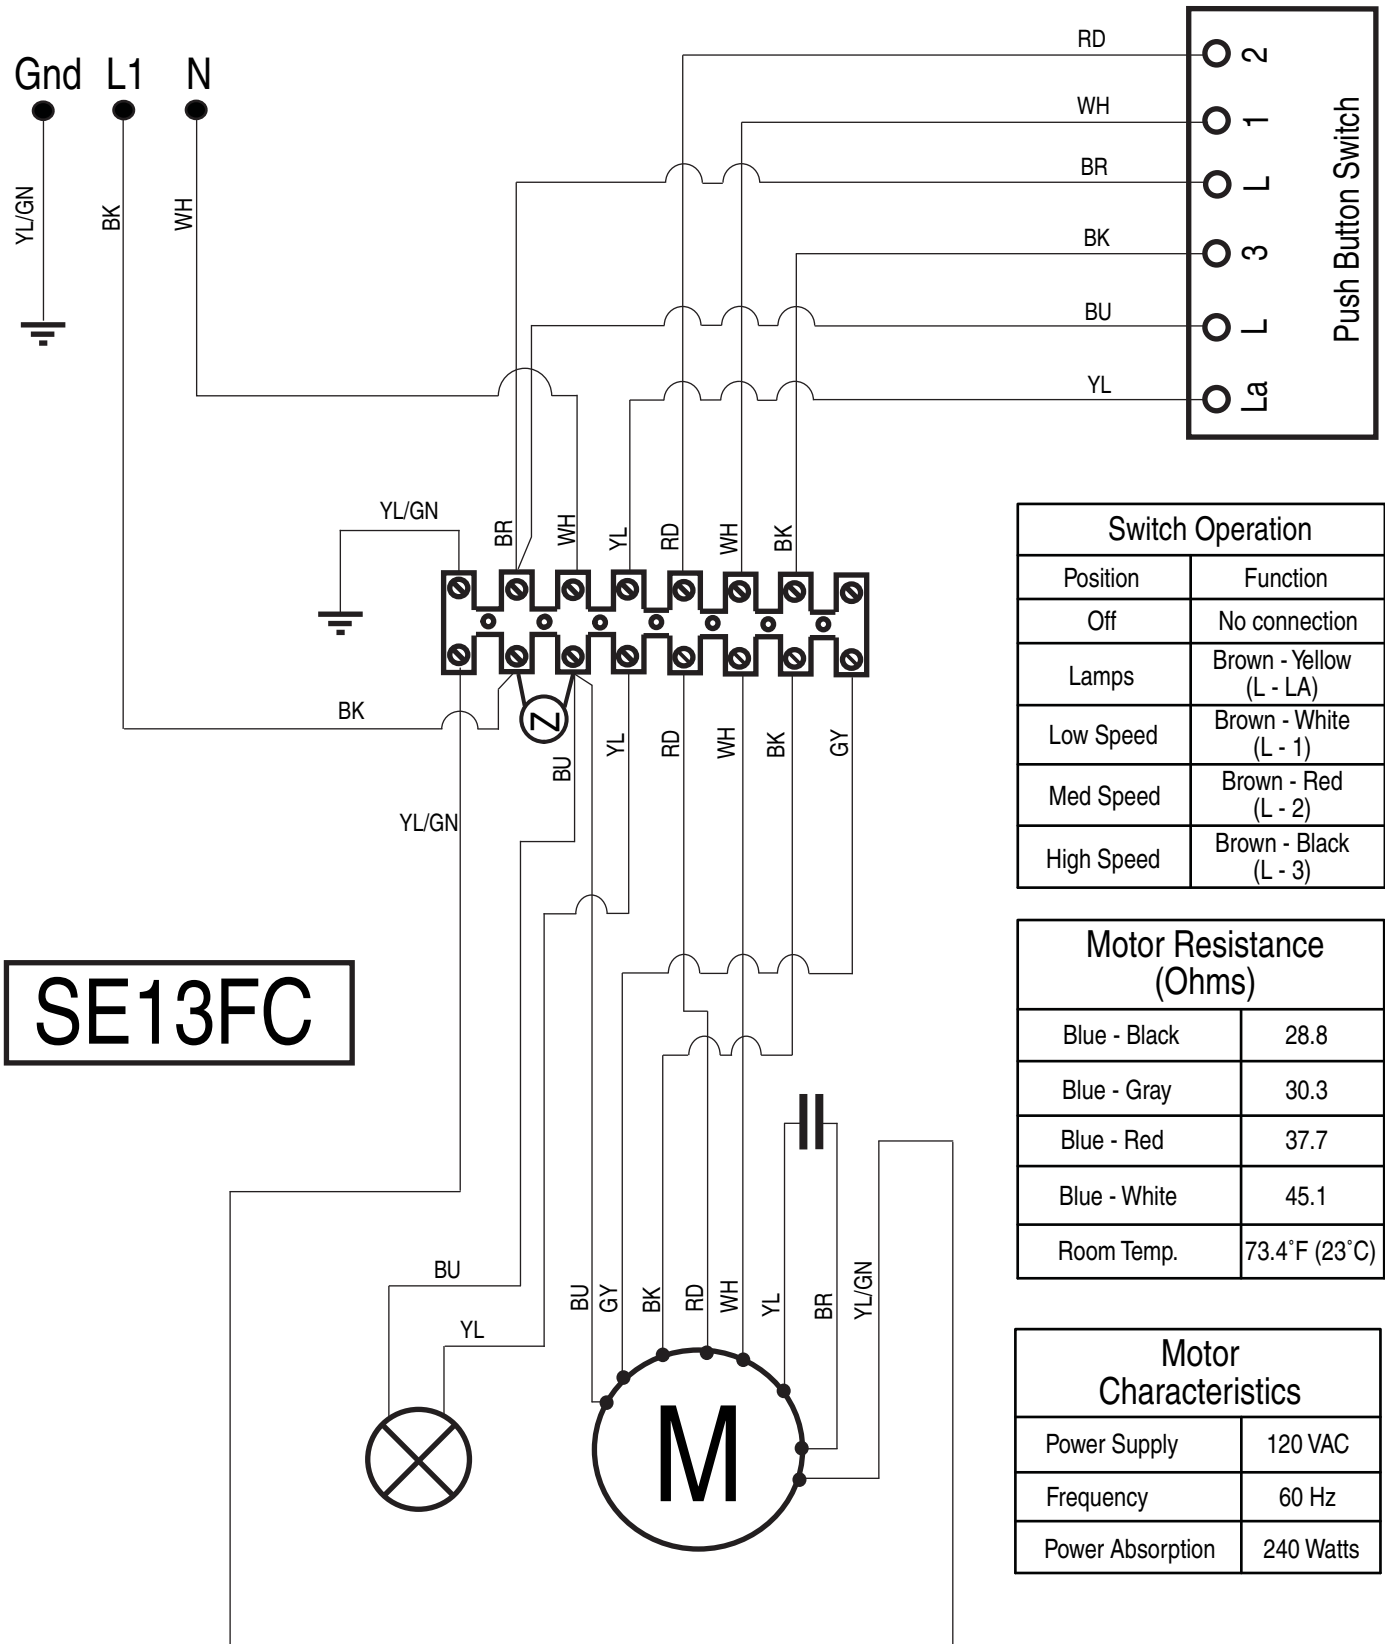 Gnd L1 N
YL/GN
BK
WH
RD
WH
BR
BK
BU
YL
2
1
L
3
L
La
Push Button Switch
YL/GN
BR
WH
YL
RD
WH
BK
BK
Z
BU
YL
RD
WH
BK
GY
YL/GN
SE13FC
BU
YL
BU
GY
BK
RD
WH
YL
BR
YL/GN
M
Switch Operation
Position Function
Off No connection
Lamps Brown - Yellow
(L - LA)
Low Speed Brown - White
(L - 1)
Med Speed Brown - Red
(L - 2)
High Speed Brown - Black
(L - 3)
Motor Resistance
(Ohms)
Blue - Black 28.8
Blue - Gray 30.3
Blue - Red 37.7
Blue - White 45.1
Room Temp. 73.4˚F (23˚C)
Motor
Characteristics
Power Supply 120 VAC
Frequency 60 Hz
Power Absorption 240 Watts